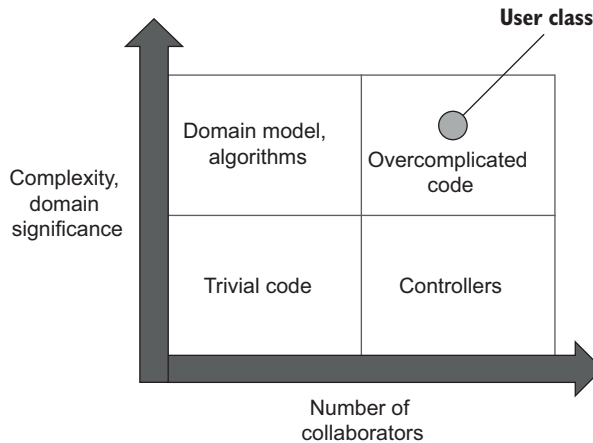 User class
Domain model,
algorithms
Overcomplicated
code
Complexity,
domain
significance
Trivial code
Controllers
Number of
collaborators